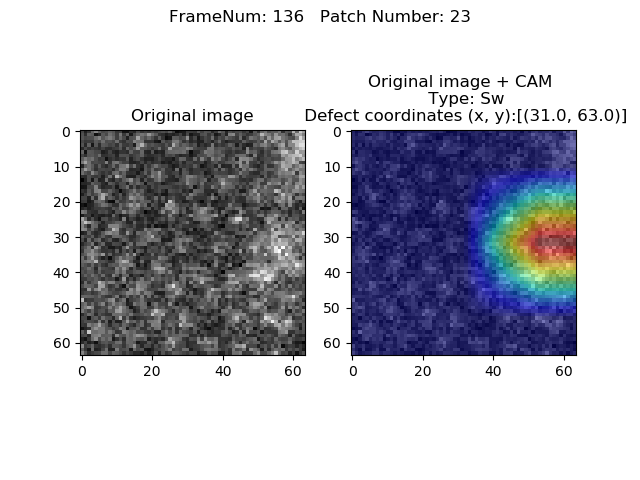 FrameNum: 136   Patch Number: 23
Original image
Original image + CAM
Type: Sw
Defect coordinates (x, y):[(31.0, 63.0)]
0
10
20
30
40
50
60
0 20 40 60
0
10
20
30
40
50
60
0 20 40 60